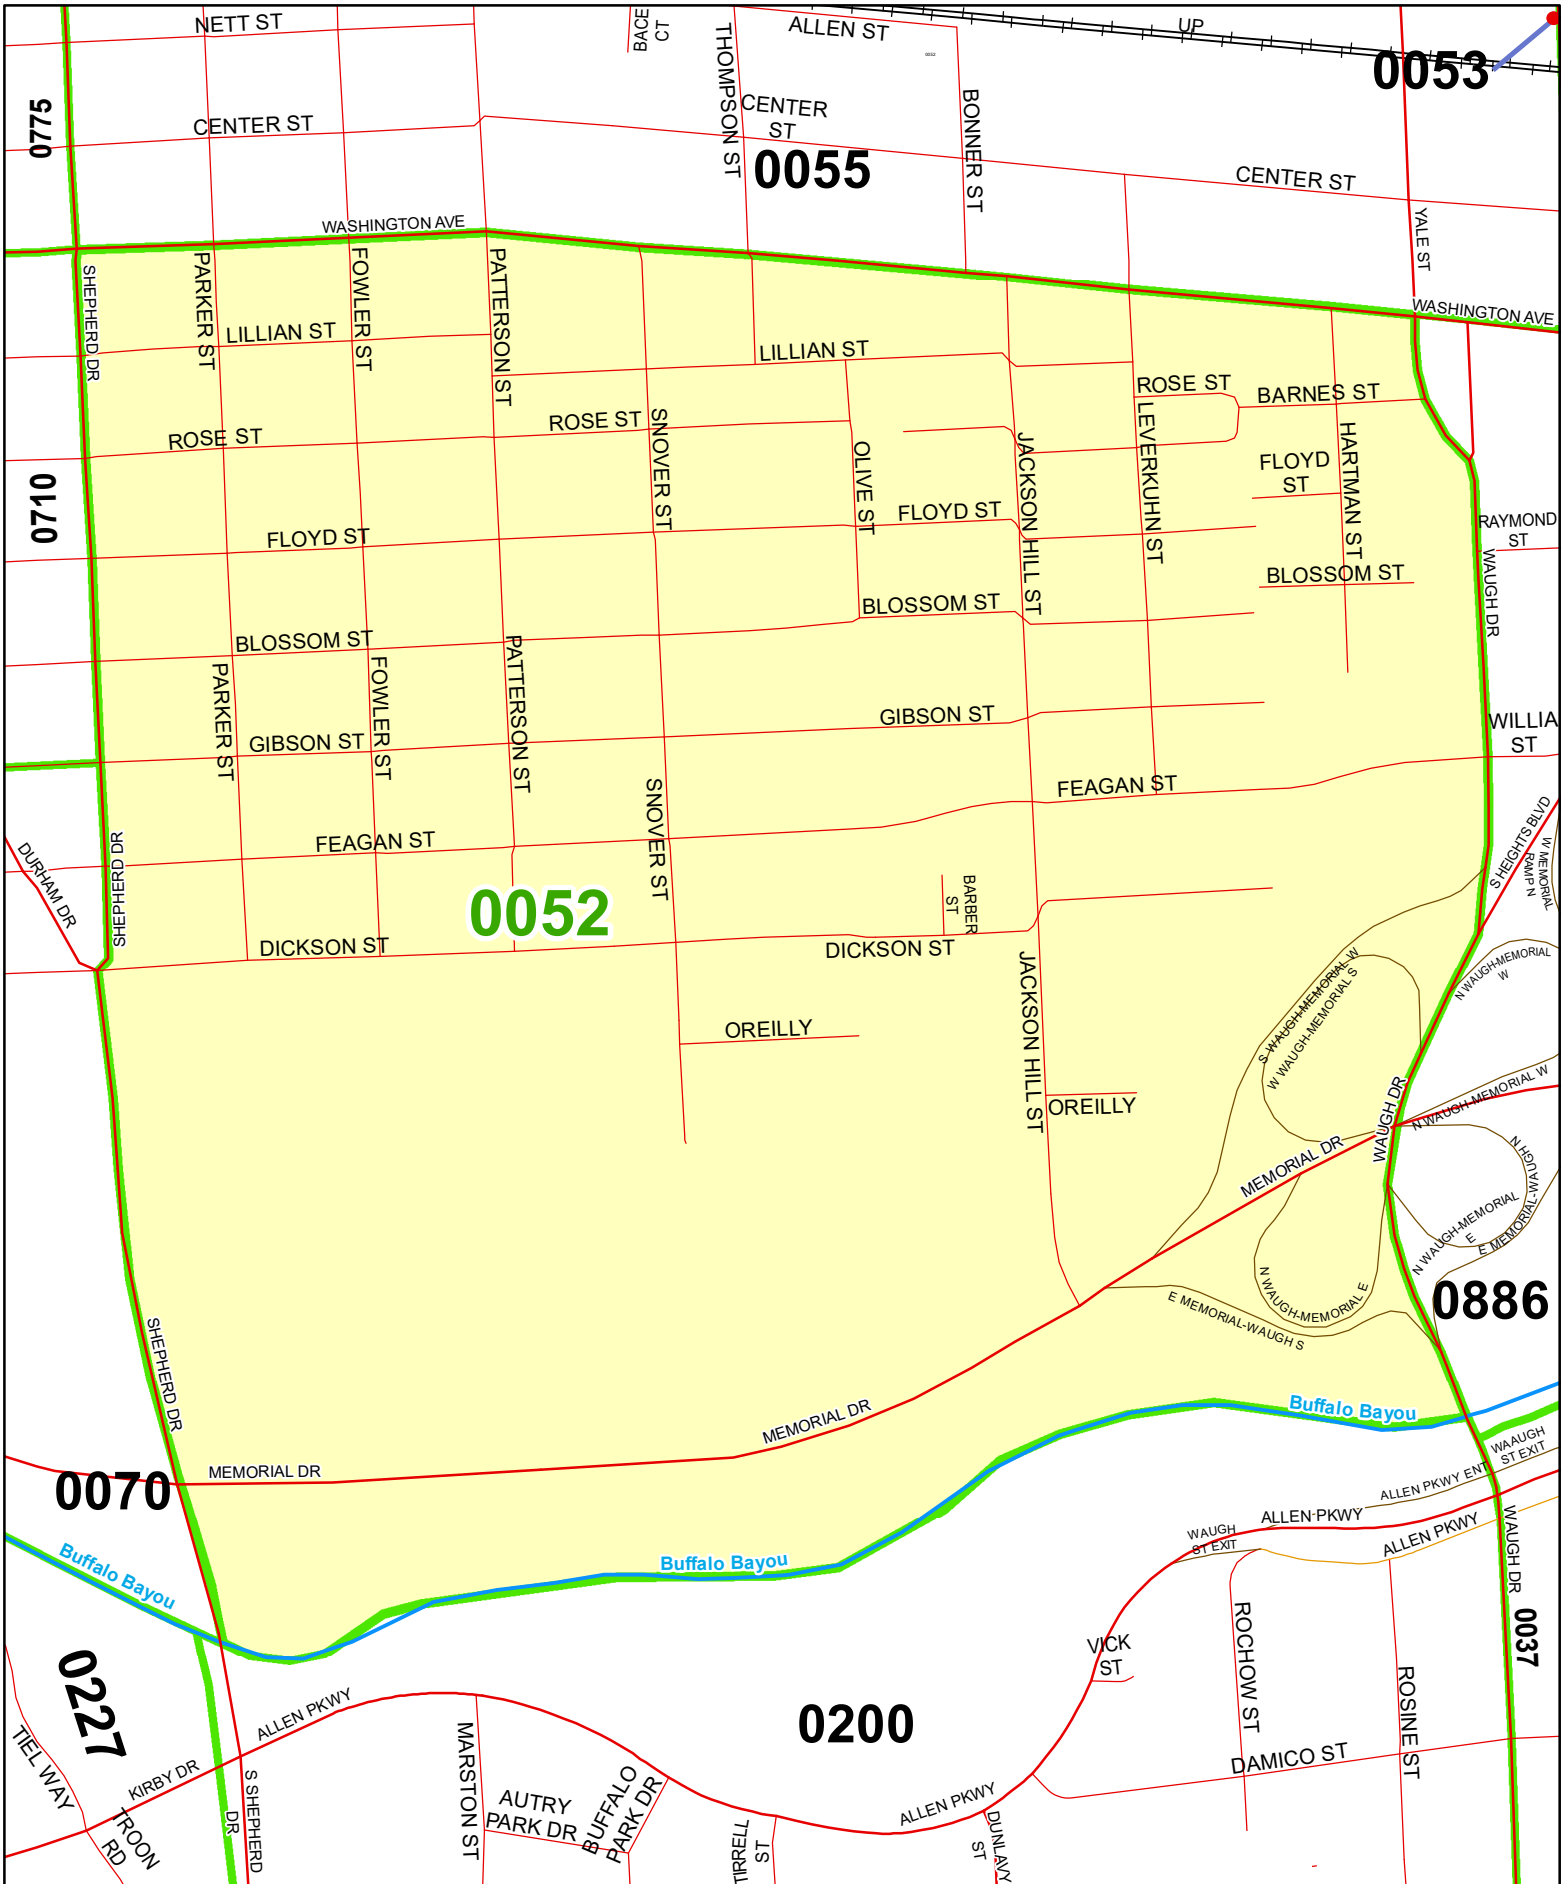 NETT ST
BACE
CT
THOMPSON ST
ALLEN ST
UP
0053
0052
0775
CENTER ST
CENTER
ST
BONNER ST
0055
CENTER ST
YALE ST
WASHINGTON AVE
WASHINGTON AVE
SHEPHERD DR
PARKER ST
FOWLER ST
PATTERSON ST
LILLIAN ST
LILLIAN ST
ROSE ST
BARNES ST
ROSE ST
ROSE ST
SNOVER ST
OLIVE ST
JACKSON HILL ST
LEVERKUHN ST
HARTMAN ST
FLOYD
ST
0710
FLOYD ST
FLOYD ST
RAYMOND
ST
WAUGH DR
BLOSSOM ST
BLOSSOM ST
BLOSSOM ST
PARKER ST
FOWLER ST
PATTERSON ST
GIBSON ST
GIBSON ST
WILLIA
ST
FEAGAN ST
FEAGAN ST
SNOVER ST
DURHAM DR
SHEPHERD DR
S HEIGHTS BLVD
W MEMORIAL
RAMP N
0052
BARBER
ST
DICKSON ST
DICKSON ST
JACKSON HILL ST
S WAUGH-MEMORIAL W
W WAUGH-MEMORIAL S
N WAUGH-MEMORIAL
W
OREILLY
OREILLY
WAUGH DR
N WAUGH-MEMORIAL W
MEMORIAL DR
N WAUGH-MEMORIAL
E
E MEMORIAL-WAUGH N
N WAUGH-MEMORIAL E
E MEMORIAL-WAUGH S
0886
SHEPHERD DR
MEMORIAL DR
Buffalo Bayou
MEMORIAL DR
0070
WAAUGH
ST EXIT
ALLEN PKWY ENT
ALLEN PKWY
ALLEN PKWY
WAUGH
ST EXIT
WAUGH DR
Buffalo Bayou
Buffalo Bayou
0037
VICK
ST
ROCHOW ST
ROSINE ST
0227
0200
ALLEN PKWY
KIRBY DR
TIEL WAY
TROON
RD
S SHEPHERD
DR
MARSTON ST
AUTRY
PARK DR
BUFFALO
PARK DR
TIRRELL
ST
ALLEN PKWY
DUNLAVY
ST
DAMICO ST